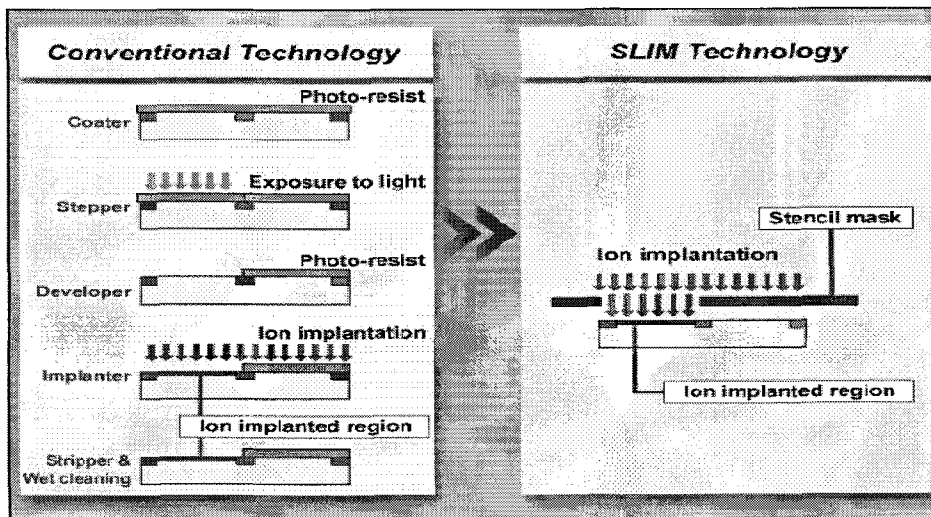 Conventional Technology
Photo-resist
Coater
Exposure to light
Stepper
Photo-resist
Developer
Ion implantation
Implanter
Ion implanted region
Stripper &
Wet cleaning
SLIM Technology
Stencil mask
Ion implantation
Ion implanted region